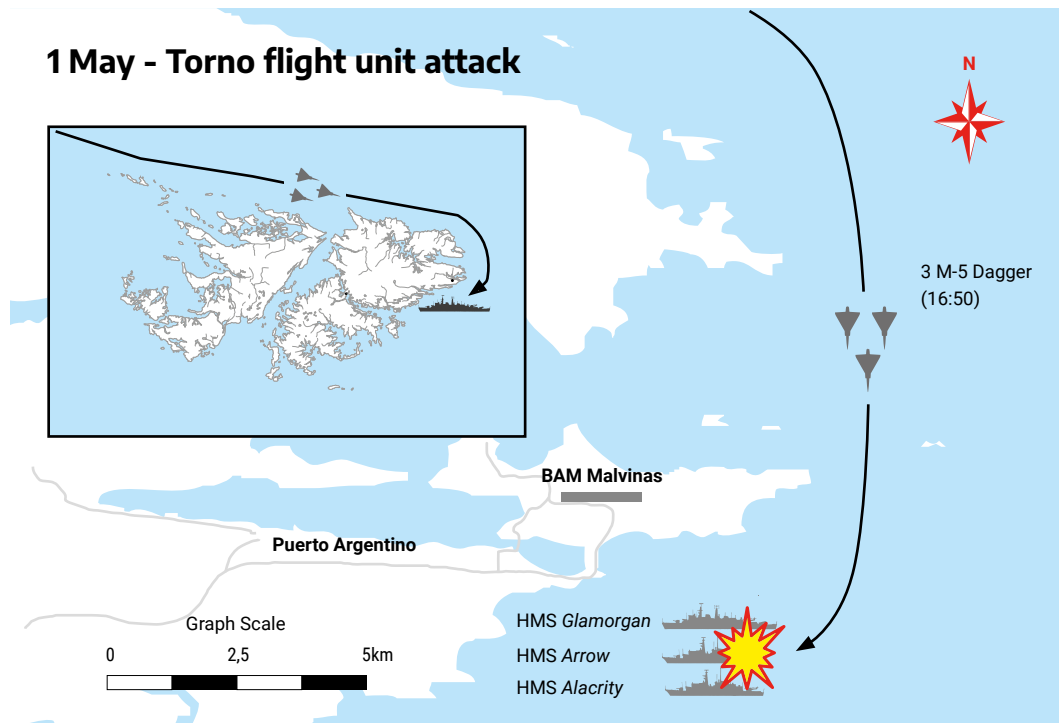 1 May - Torno flight unit attack
N
3 M-5 Dagger
(16:50)
BAM Malvinas
Puerto Argentino
HMS Glamorgan
HMS Arrow
HMS Alacrity
Graph Scale
0 2,5 5km